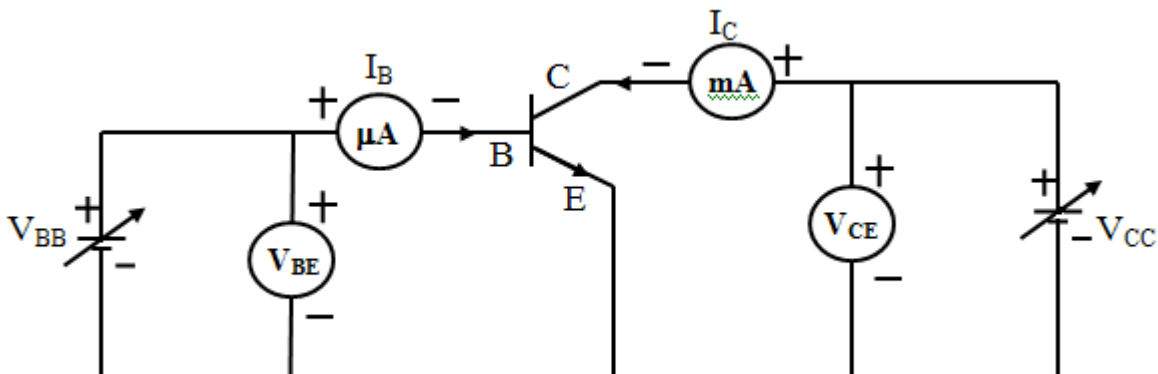 I_C
I_B
+ − C − mA +
μA
B
E
+ + + +
V_BB V_BE V_CE V_CC
− − − −